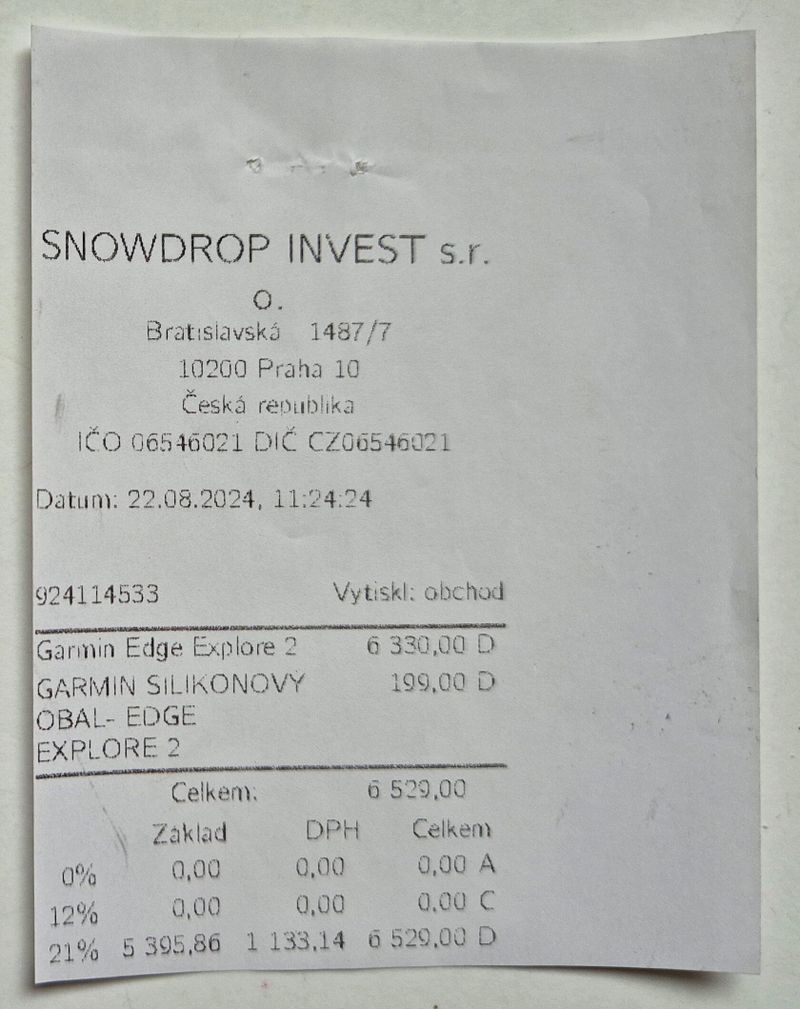 SNOWDROP INVEST s.r.
o.
Bratislavská 1487/7
10200 Praha 10
Česká republika
IČO 06546021 DIČ CZ06546021
Datum: 22.08.2024, 11:24:24
924114533 Vytiskl: obchod
Garmin Edge Explore 2 6 330,00 D
GARMIN SILIKONOVÝ 199,00 D
OBAL- EDGE
EXPLORE 2
Celkem: 6 529,00
Základ DPH Celkem
0% 0,00 0,00 0,00 A
12% 0,00 0,00 0,00 C
21% 5 395,86 1 133,14 6 529,00 D